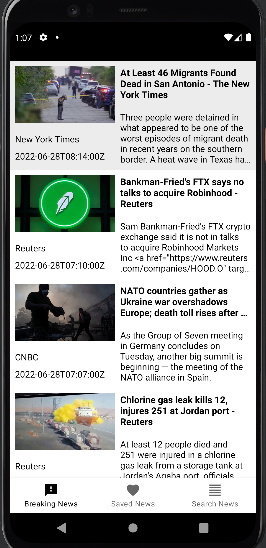 1:07
At Least 46 Migrants Found
Dead in San Antonio - The New
York Times
Three people were detained in
what appeared to be one of the
worst episodes of migrant death
in recent years on the southern
border. A heat wave in Texas ha…
New York Times
2022-06-28T08:14:00Z
Bankman-Fried's FTX says no
talks to acquire Robinhood -
Reuters
Sam Bankman-Fried's FTX crypto
exchange said it is not in talks
to acquire Robinhood Markets
Inc <a href="https://www.reuters
.com/companies/HOOD.O" targ…
Reuters
2022-06-28T07:10:00Z
NATO countries gather as
Ukraine war overshadows
Europe; death toll rises after …
As the Group of Seven meeting
in Germany concludes on
Tuesday, another big summit is
beginning — the meeting of the
NATO alliance in Spain.
CNBC
2022-06-28T07:07:00Z
Chlorine gas leak kills 12,
injures 251 at Jordan port -
Reuters
At least 12 people died and
251 were injured in a chlorine
gas leak from a storage tank at
Jordan's Aqaba port, officials
Reuters
Breaking News
Saved News
Search News